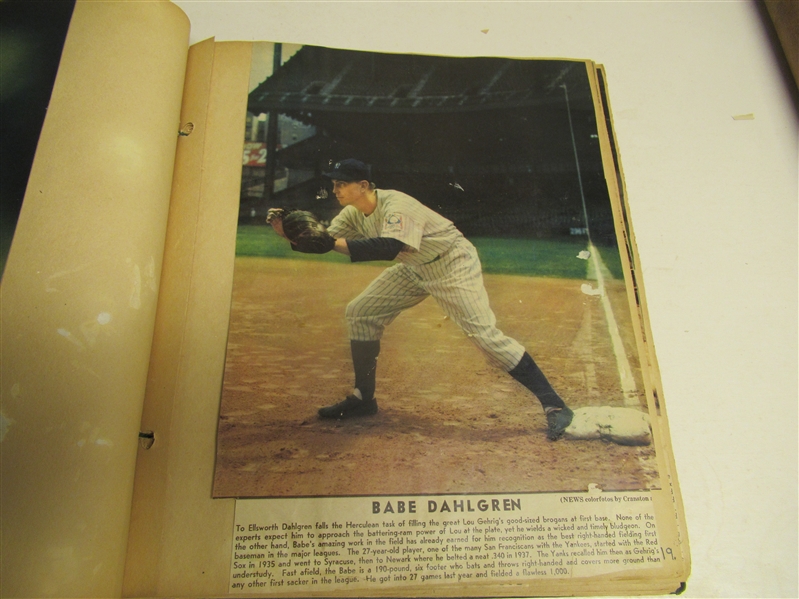 (NEWS colorfotos by Cranston
BABE DAHLGREN
To Ellsworth Dahlgren falls the Herculean task of filling the great Lou Gehrig's good-sized brogans at first base. None of the
experts expect him to approach the battering-ram power of Lou at the plate, yet he wields a wicked and timely bludgeon. On
the other hand, Babe's amazing work in the field has already earned for him recognition as the best right-handed fielding first
baseman in the major leagues. The 27-year-old player, one of the many San Franciscans with the Yankees, started with the Red
Sox in 1935 and went to Syracuse, then to Newark where he belted a neat .340 in 1937. The Yanks recalled him then as Gehrig's
understudy. Fast afield, the Babe is a 190-pound, six footer who bats and throws right-handed and covers more ground than
any other first sacker in the league. He got into 27 games last year and fielded a flawless 1,000.
19.